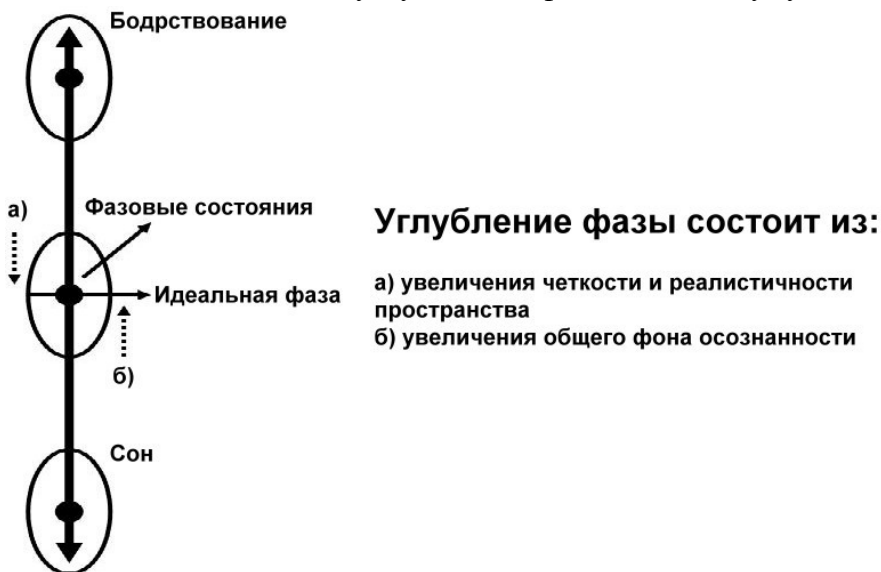 Бодрствование
а)
Фазовые состояния
Идеальная фаза
б)
Сон
Углубление фазы состоит из:
а) увеличения четкости и реалистичности
пространства
б) увеличения общего фона осознанности